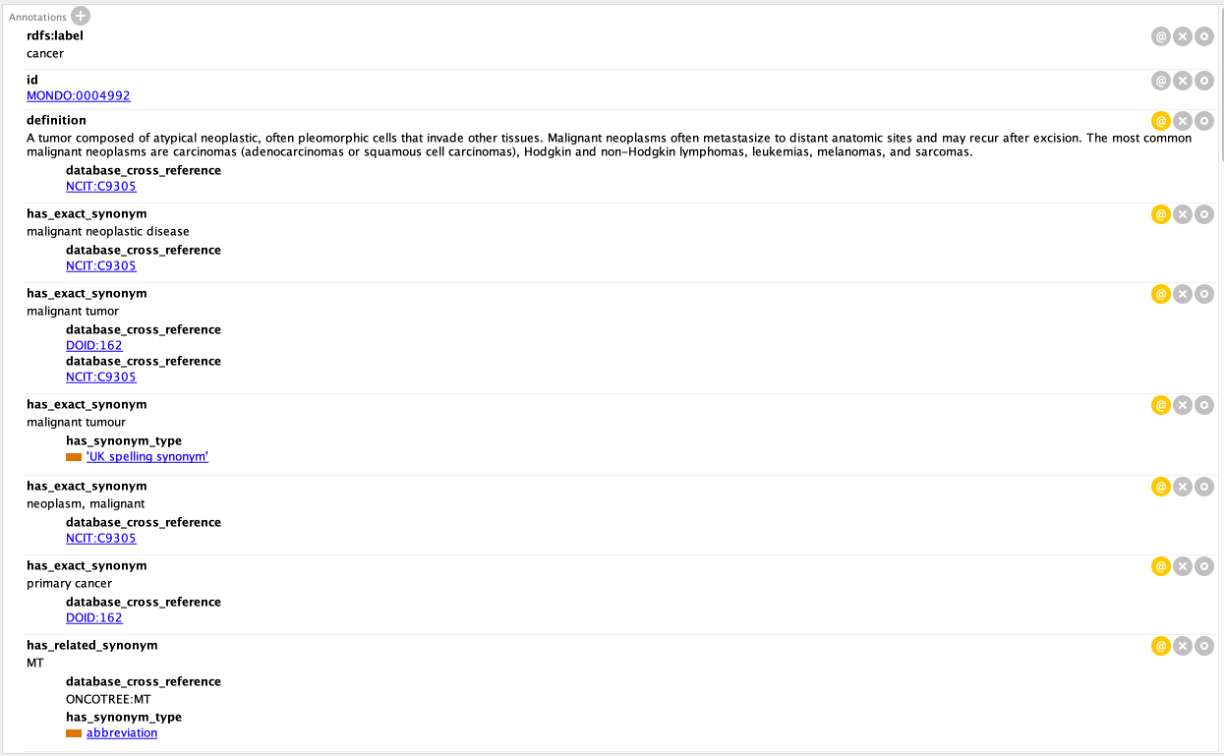 Annotations
rdfs:label
cancer
id
MONDO:0004992
definition
A tumor composed of atypical neoplastic, often pleomorphic cells that invade other tissues. Malignant neoplasms often metastasize to distant anatomic sites and may recur after excision. The most common
malignant neoplasms are carcinomas (adenocarcinomas or squamous cell carcinomas), Hodgkin and non-Hodgkin lymphomas, leukemias, melanomas, and sarcomas.
database_cross_reference
NCIT:C9305
has_exact_synonym
malignant neoplastic disease
database_cross_reference
NCIT:C9305
has_exact_synonym
malignant tumor
database_cross_reference
DOID:162
database_cross_reference
NCIT:C9305
has_exact_synonym
malignant tumour
has_synonym_type
'UK spelling synonym'
has_exact_synonym
neoplasm, malignant
database_cross_reference
NCIT:C9305
has_exact_synonym
primary cancer
database_cross_reference
DOID:162
has_related_synonym
MT
database_cross_reference
ONCOTREE:MT
has_synonym_type
abbreviation